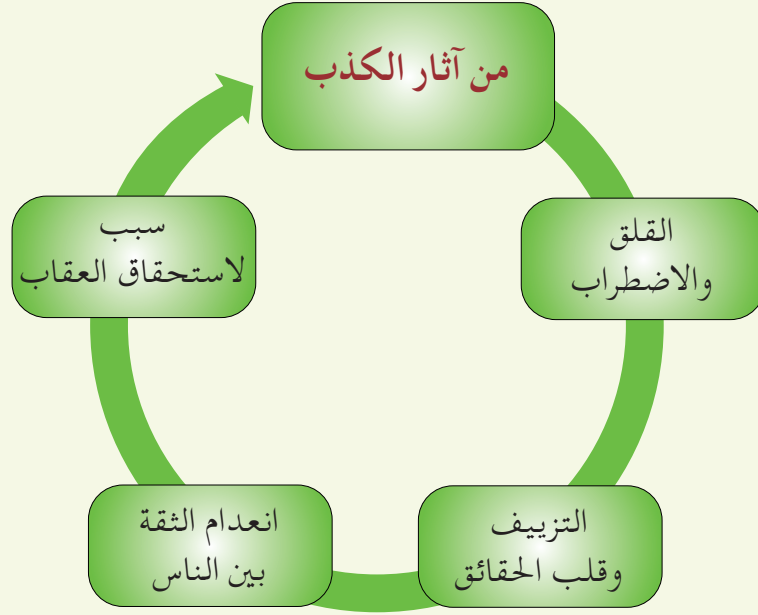 من آثار الكذب
القلق
والاضطراب
التزييف
وقلب الحقائق
انعدام الثقة
بين الناس
سبب
لاستحقاق العقاب